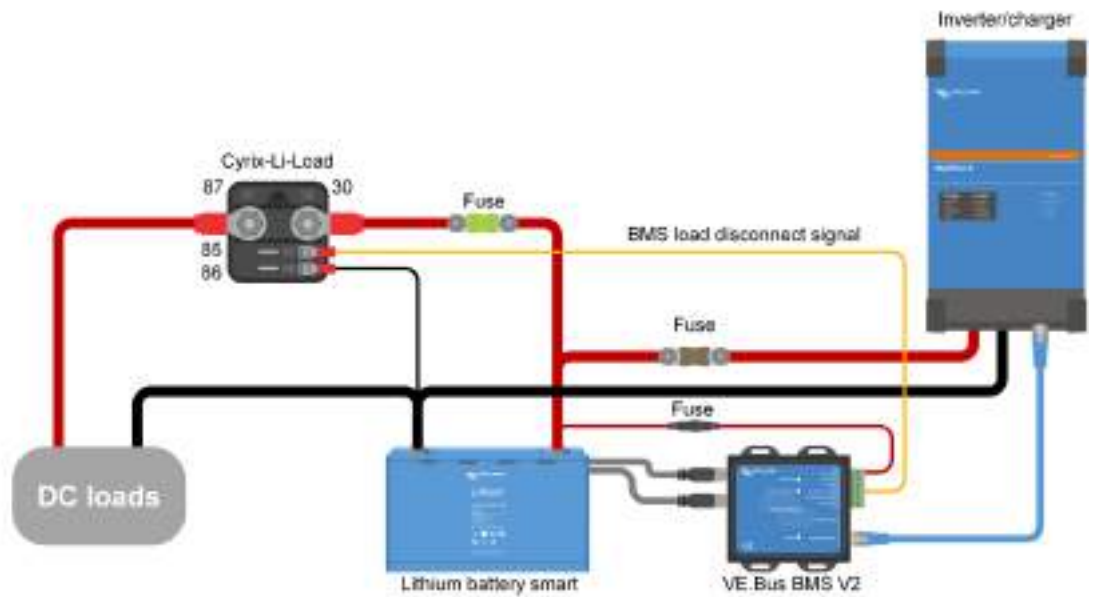 Inverter/charger
Cyrix-Li-Load
87
30
Fuse
85
86
BMS load disconnect signal
Fuse
Fuse
DC loads
Lithium battery smart
VE.Bus BMS V2